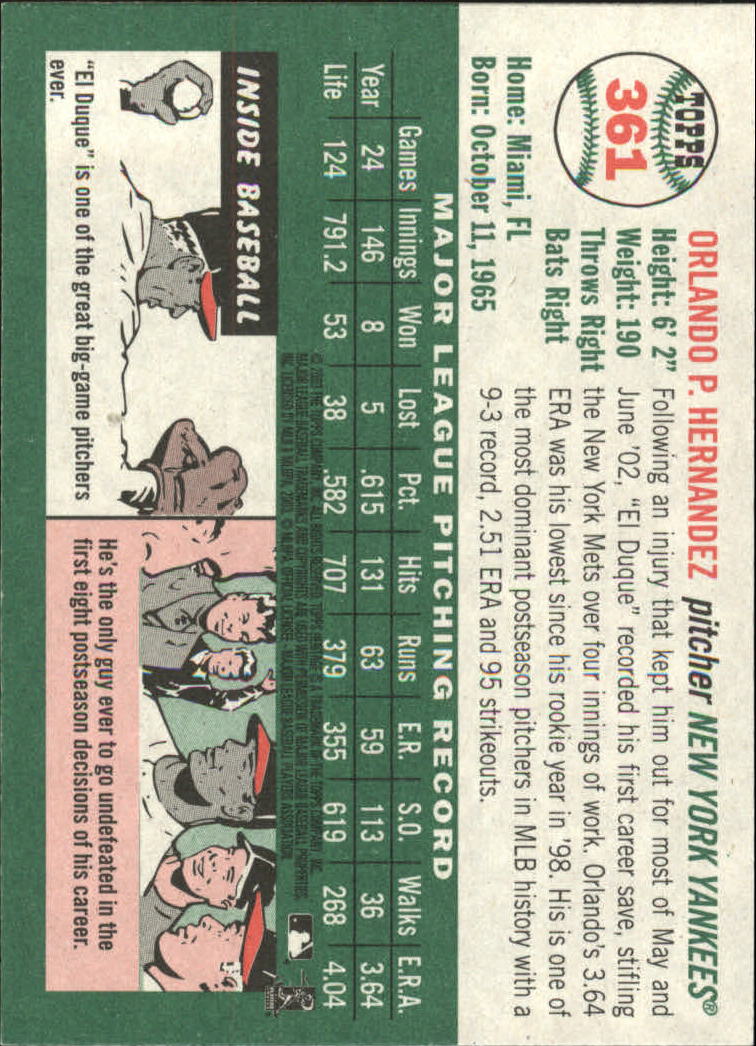 TOPPS
361
ORLANDO P. HERNANDEZ pitcher NEW YORK YANKEES®
Height: 6' 2"
Weight: 190
Throws Right
Bats Right
Home: Miami, FL
Born: October 11, 1965
Following an injury that kept him out for most of May and
June '02, "El Duque" recorded his first career save, stifling
the New York Mets over four innings of work. Orlando's 3.64
ERA was his lowest since his rookie year in '98. His is one of
the most dominant postseason pitchers in MLB history with a
9-3 record, 2.51 ERA and 95 strikeouts.
MAJOR LEAGUE PITCHING RECORD
Games Innings Won Lost Pct. Hits Runs E.R. S.O. Walks E.R.A.
Year 24 146 8 5 .615 131 63 59 113 36 3.64
Life 124 791.2 53 38 .582 707 379 355 619 268 4.04
INSIDE BASEBALL
"El Duque" is one of the great big-game pitchers
ever.
He's the only guy ever to go undefeated in the
first eight postseason decisions of his career.